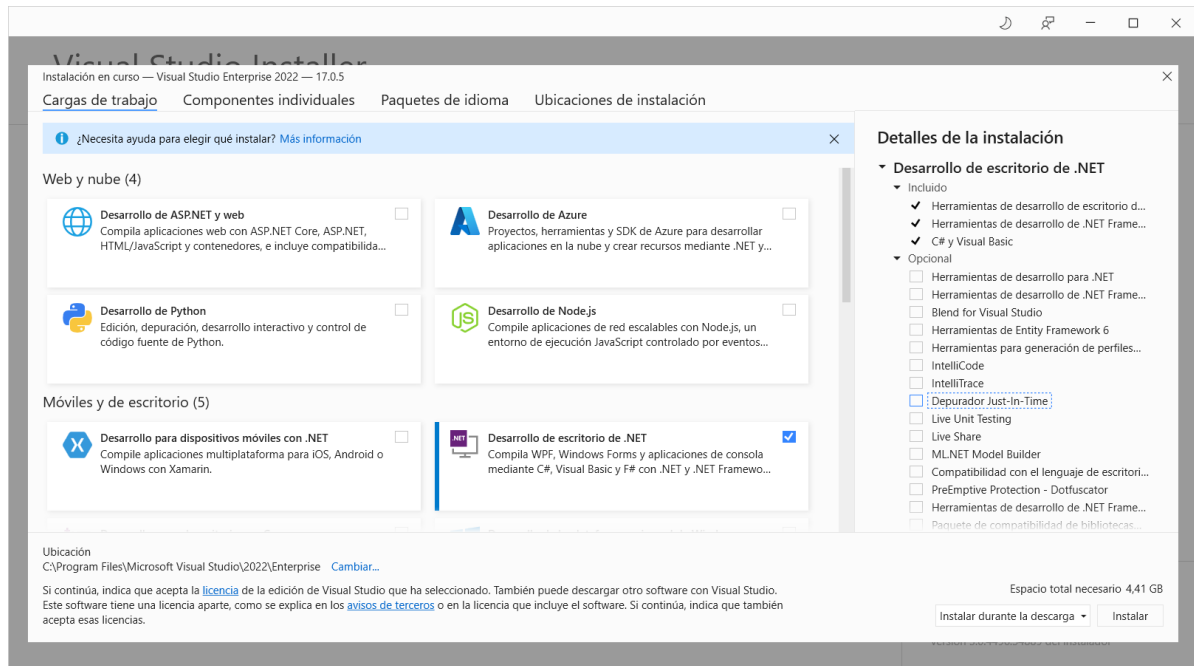 Visual Studio Installer
Instalación en curso — Visual Studio Enterprise 2022 — 17.0.5
Cargas de trabajo
Componentes individuales
Paquetes de idioma
Ubicaciones de instalación
¿Necesita ayuda para elegir qué instalar? Más información
Web y nube (4)
Desarrollo de ASP.NET y web
Compila aplicaciones web con ASP.NET Core, ASP.NET,
HTML/JavaScript y contenedores, e incluye compatibilida...
Desarrollo de Azure
Proyectos, herramientas y SDK de Azure para desarrollar
aplicaciones en la nube y crear recursos mediante .NET y...
Desarrollo de Python
Edición, depuración, desarrollo interactivo y control de
código fuente de Python.
JS
Desarrollo de Node.js
Compile aplicaciones de red escalables con Node.js, un
entorno de ejecución JavaScript controlado por eventos...
Móviles y de escritorio (5)
Desarrollo para dispositivos móviles con .NET
Compile aplicaciones multiplataforma para iOS, Android o
Windows con Xamarin.
.NET
Desarrollo de escritorio de .NET
Compila WPF, Windows Forms y aplicaciones de consola
mediante C#, Visual Basic y F# con .NET y .NET Framewo...
Detalles de la instalación
Desarrollo de escritorio de .NET
Incluido
Herramientas de desarrollo de escritorio d...
Herramientas de desarrollo de .NET Frame...
C# y Visual Basic
Opcional
Herramientas de desarrollo para .NET
Herramientas de desarrollo de .NET Frame...
Blend for Visual Studio
Herramientas de Entity Framework 6
Herramientas para generación de perfiles...
IntelliCode
IntelliTrace
Depurador Just-In-Time
Live Unit Testing
Live Share
ML.NET Model Builder
Compatibilidad con el lenguaje de escritori...
PreEmptive Protection - Dotfuscator
Herramientas de desarrollo de .NET Frame...
Paquete de compatibilidad de bibliotecas...
Ubicación
C:\Program Files\Microsoft Visual Studio\2022\Enterprise Cambiar...
Si continúa, indica que acepta la licencia de la edición de Visual Studio que ha seleccionado. También puede descargar otro software con Visual Studio.
Este software tiene una licencia aparte, como se explica en los avisos de terceros o en la licencia que incluye el software. Si continúa, indica que también
acepta esas licencias.
Espacio total necesario 4,41 GB
Instalar durante la descarga
Instalar